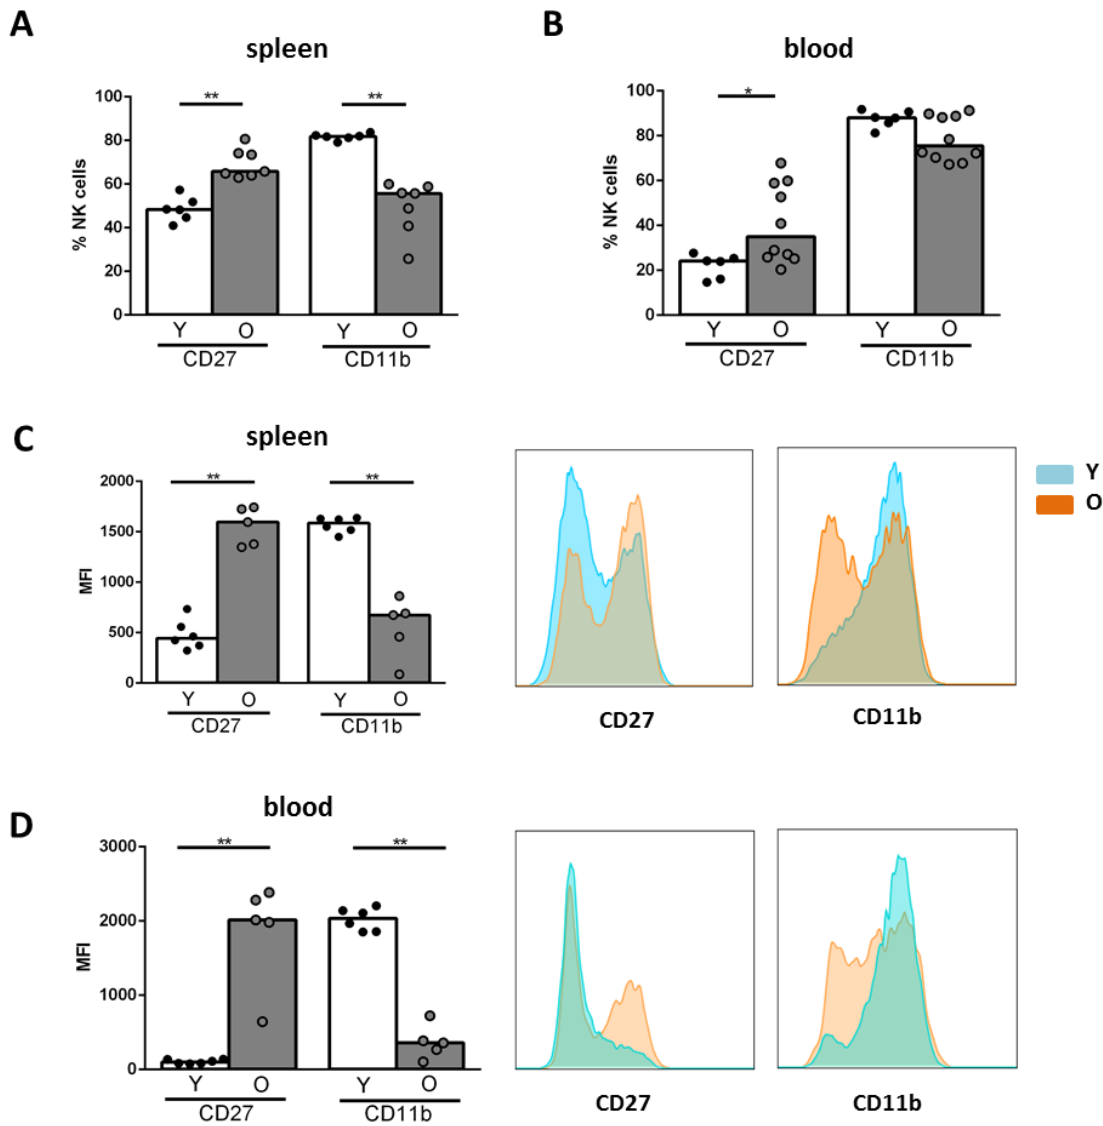 A
spleen
% NK cells
100
80
60
40
20
0
**
**
Y
O
Y
O
CD27
CD11b
B
blood
% NK cells
100
80
60
40
20
0
*
Y
O
Y
O
CD27
CD11b
C
spleen
MFI
2000
1500
1000
500
0
**
**
Y
O
Y
O
CD27
CD11b
CD27
CD11b
Y
O
D
blood
MFI
3000
2000
1000
0
**
**
Y
O
Y
O
CD27
CD11b
CD27
CD11b